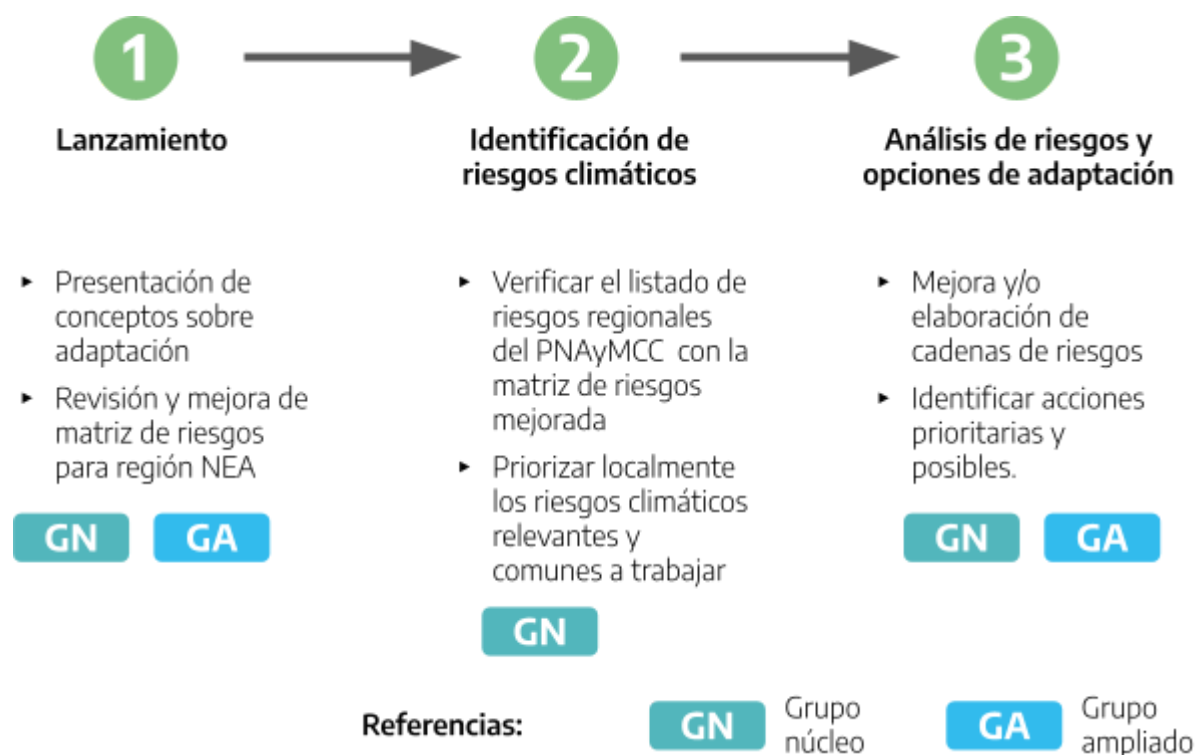 1
Lanzamiento
▸ Presentación de
conceptos sobre
adaptación
▸ Revisión y mejora de
matriz de riesgos
para región NEA
GN GA
2
Identificación de
riesgos climáticos
▸ Verificar el listado de
riesgos regionales
del PNAyMCC con la
matriz de riesgos
mejorada
▸ Priorizar localmente
los riesgos climáticos
relevantes y
comunes a trabajar
GN
3
Análisis de riesgos y
opciones de adaptación
▸ Mejora y/o
elaboración de
cadenas de riesgos
▸ Identificar acciones
prioritarias y
posibles.
GN GA
Referencias:
GN Grupo
núcleo
GA Grupo
ampliado